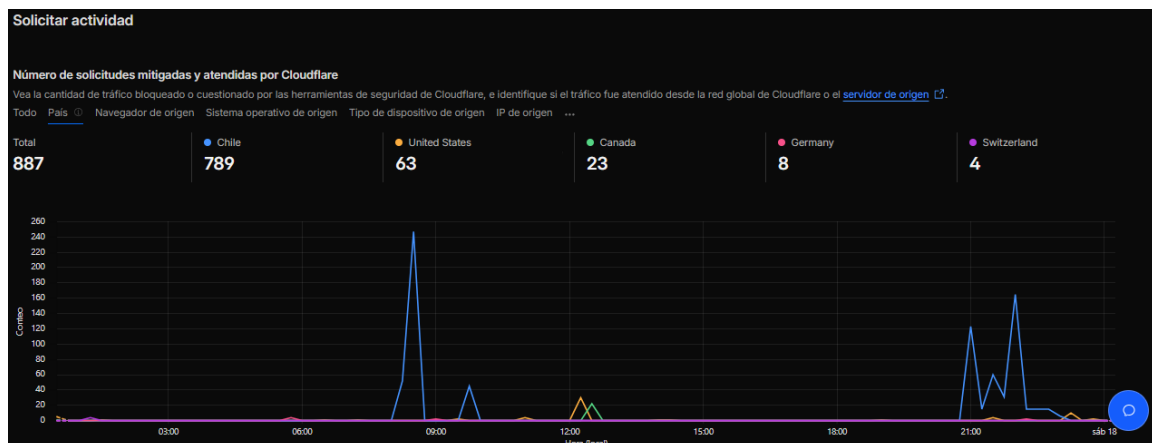 Solicitar actividad
Número de solicitudes mitigadas y atendidas por Cloudflare
Vea la cantidad de tráfico bloqueado o cuestionado por las herramientas de seguridad de Cloudflare, e identifique si el tráfico fue atendido desde la red global de Cloudflare o el servidor de origen.
Todo País Navegador de origen Sistema operativo de origen Tipo de dispositivo de origen IP de origen ...
Total Chile United States Canada Germany Switzerland
887 789 63 23 8 4
260
240
220
200
180
160
140
120
100
80
60
40
20
0
Conteo
03:00 06:00 09:00 12:00 15:00 18:00 21:00 sáb 18